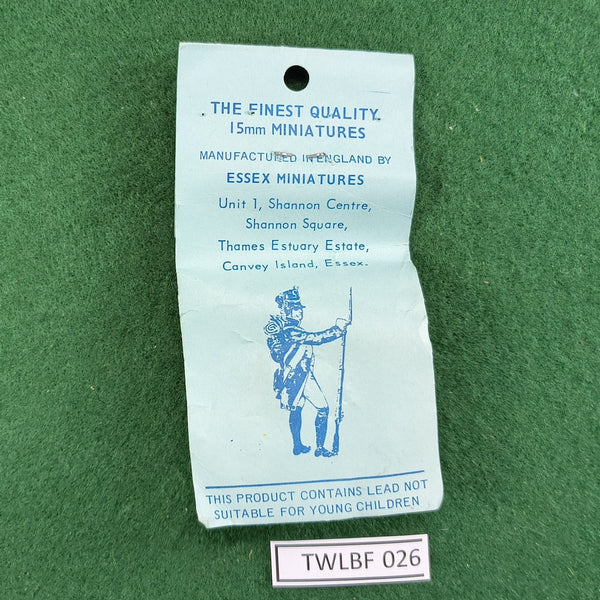 THE FINEST QUALITY
15mm MINIATURES
MANUFACTURED IN ENGLAND BY
ESSEX MINIATURES
Unit 1, Shannon Centre,
Shannon Square,
Thames Estuary Estate,
Canvey Island, Essex.
THIS PRODUCT CONTAINS LEAD NOT
SUITABLE FOR YOUNG CHILDREN
TWLBF 026